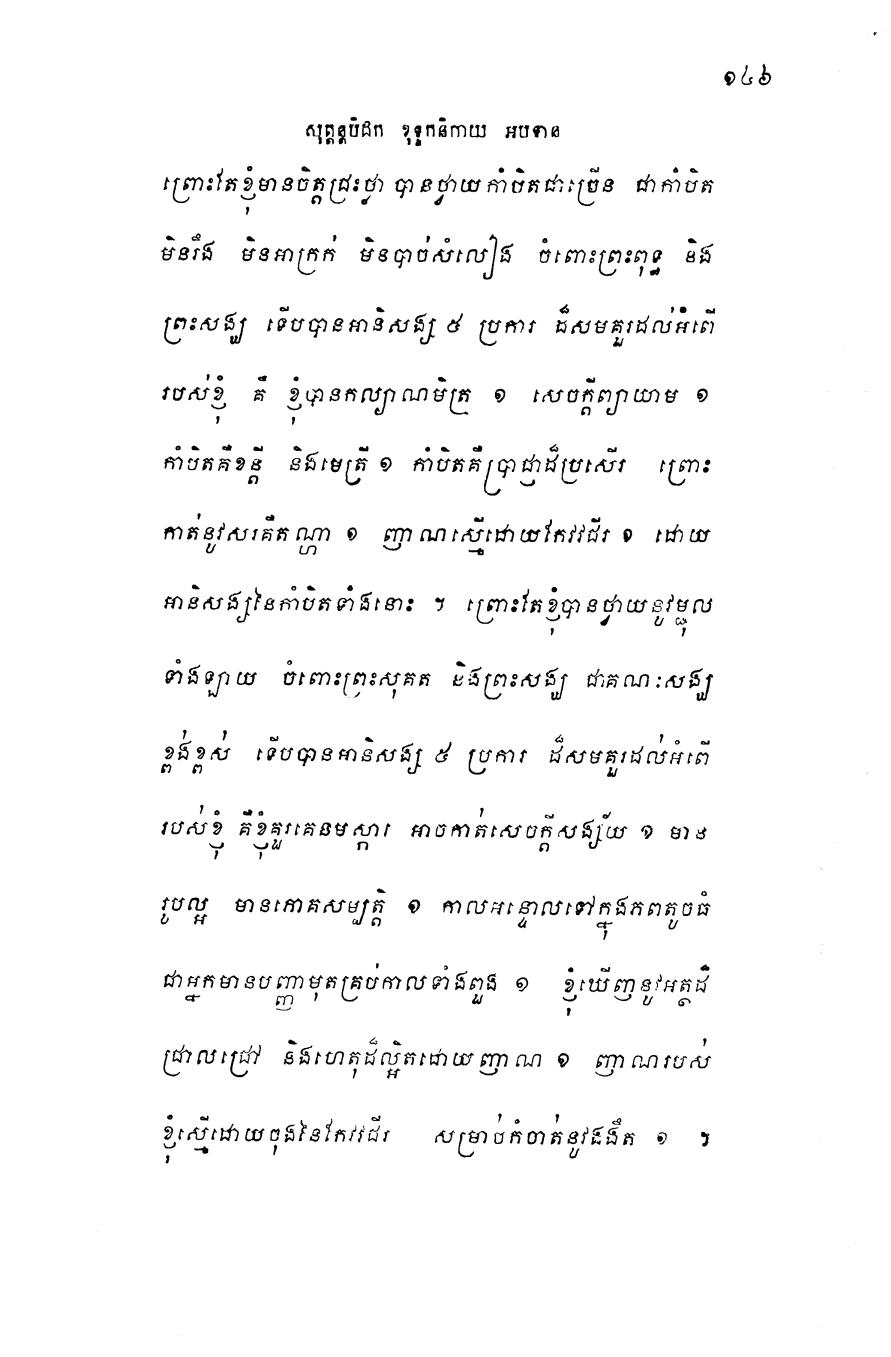 ១៤៦
សុត្តន្តបិដក ខុទ្ទកនិកាយ អបទាន
ព្រោះតែខ្ញុំមានចិត្តជ្រះថ្លា បានថ្វាយកាំបិតជាច្រើន ជាកាំបិត
មិនរឹង មិនអាក្រក់ មិនបាច់សំលៀង ចំពោះព្រះពុទ្ធ និង
ព្រះសង្ឃ ទើបបានអានិសង្ស ៥ ប្រការ ដ៏សមគួរដល់អំពើ
របស់ខ្ញុំ គឺ ខ្ញុំបានកល្យាណមិត្រ ១ សេចក្តីព្យាយាម ១
កាំបិតគឺខន្តី និងមេត្រី ១ កាំបិតគឺប្រាជ្ញាដ៏ប្រសើរ ព្រោះ
កាត់នូវសរគឺតណ្ហា ១ ញាណស្មើដោយកែវវជីរ ១ ដោយ
អានិសង្សនៃកាំបិតទាំងនោះ ។ ព្រោះតែខ្ញុំបានថ្វាយនូវម្ជុល
ទាំងឡាយ ចំពោះព្រះសុគត និងព្រះសង្ឃ ជាគណៈសង្ឃ
ខ្ពង់ខ្ពស់ ទើបបានអានិសង្ស ៥ ប្រការ ដ៏សមគួរដល់អំពើ
របស់ខ្ញុំ គឺខ្ញុំគួរគេនមស្ការ អាចកាត់សេចក្តីសង្ស័យ ១ មាន
រូបល្អ មានភោគសម្បត្តិ ១ កាលអន្ទោលទៅក្នុងភពតូចធំ
ជាអ្នកមានបញ្ញាមុតគ្រប់កាលទាំងពួង ១ ខ្ញុំឃើញនូវអត្ថដ៏
ជ្រាលជ្រៅ និងហេតុដ៏ល្អិតដោយញាណ ១ ញាណរបស់
ខ្ញុំស្មើដោយចុងនៃកែវវជីរ សម្រាប់កំចាត់នូវងងឹត ១ ។